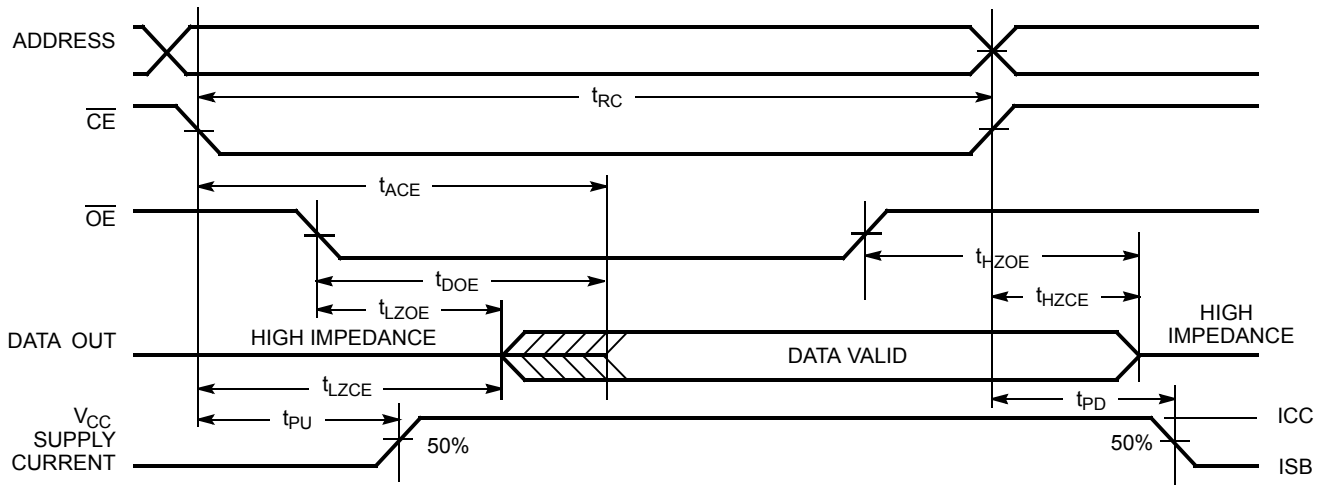 ADDRESS
tRC
CE
tACE
OE
tHZOE
tDOE
tLZOE
tHZCE
DATA OUT
HIGH IMPEDANCE
DATA VALID
HIGH
IMPEDANCE
tLZCE
tPU
tPD
VCC
SUPPLY
CURRENT
50%
50%
ICC
ISB